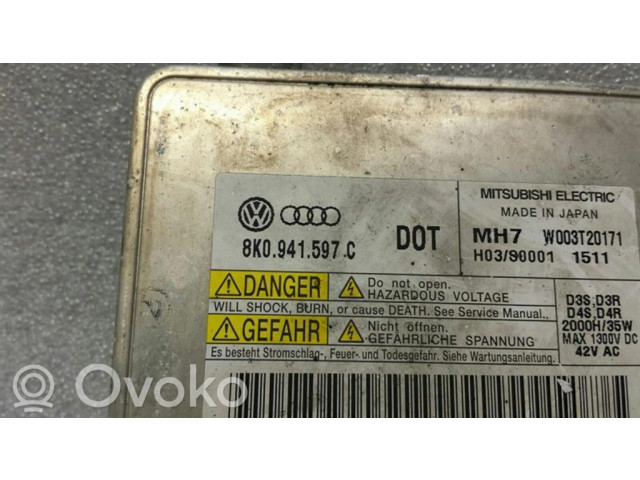 MITSUBISHI ELECTRIC
MADE IN JAPAN
8K0.941.597 C
DOT
MH7 W003T20171
H03/90001 1511
DANGER
Do not open.
HAZARDOUS VOLTAGE
WILL SHOCK, BURN, or cause DEATH. See Service Manual.
GEFAHR
Nicht öffnen.
GEFÄHRLICHE SPANNUNG
Es besteht Stromschlag-, Feuer- und Todesgefahr. Siehe Wartungsanleitung.
D3S,D3R
D4S,D4R
2000H/35W
MAX 1300V DC
42V AC
OVOKO